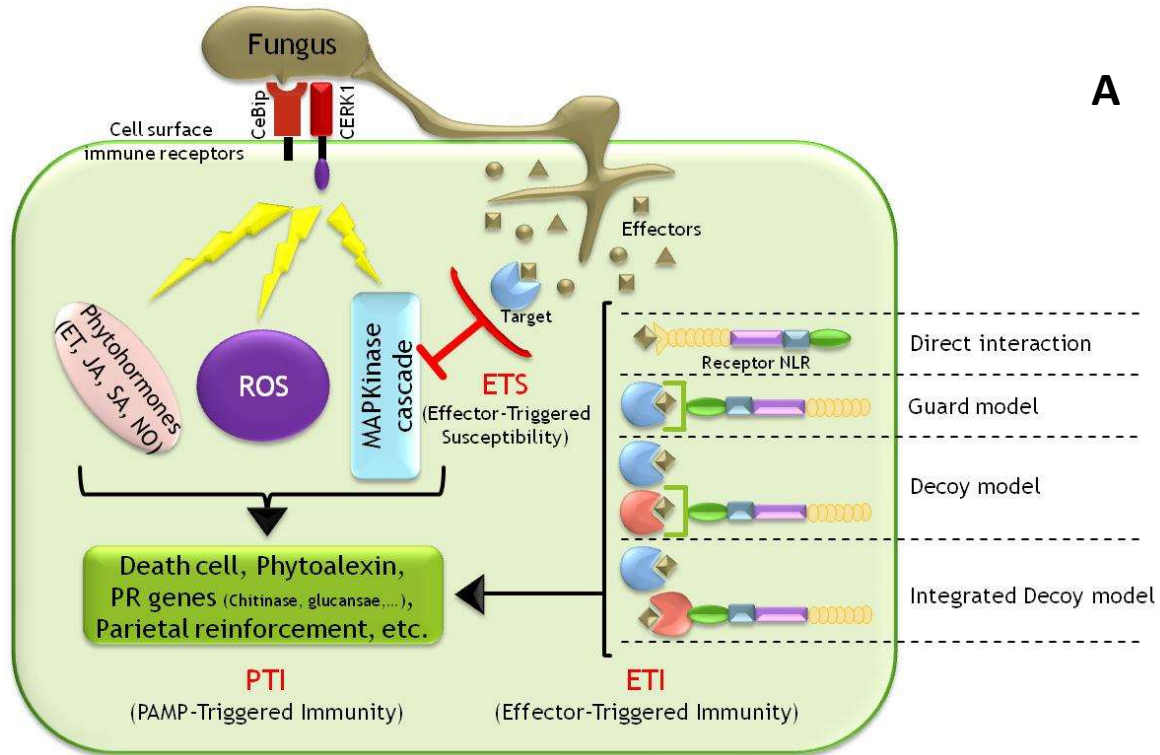 Fungus
A
CeBip
CERK1
Cell surface
immune receptors
Effectors
Target
Phytohormones
(ET, JA, SA, NO)
ROS
MAPKinase
cascade
ETS
(Effector-Triggered
Susceptibility)
Receptor NLR
Direct interaction
Guard model
Decoy model
Integrated Decoy model
Death cell, Phytoalexin,
PR genes (Chitinase, glucansae,...),
Parietal reinforcement, etc.
PTI
(PAMP-Triggered Immunity)
ETI
(Effector-Triggered Immunity)